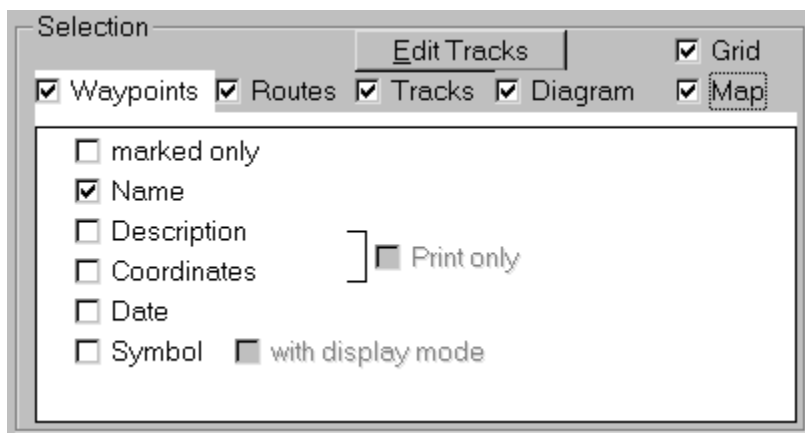 Selection
Edit Tracks Grid
Waypoints Routes Tracks Diagram Map
marked only
Name
Description
Print only
Coordinates
Date
Symbol with display mode